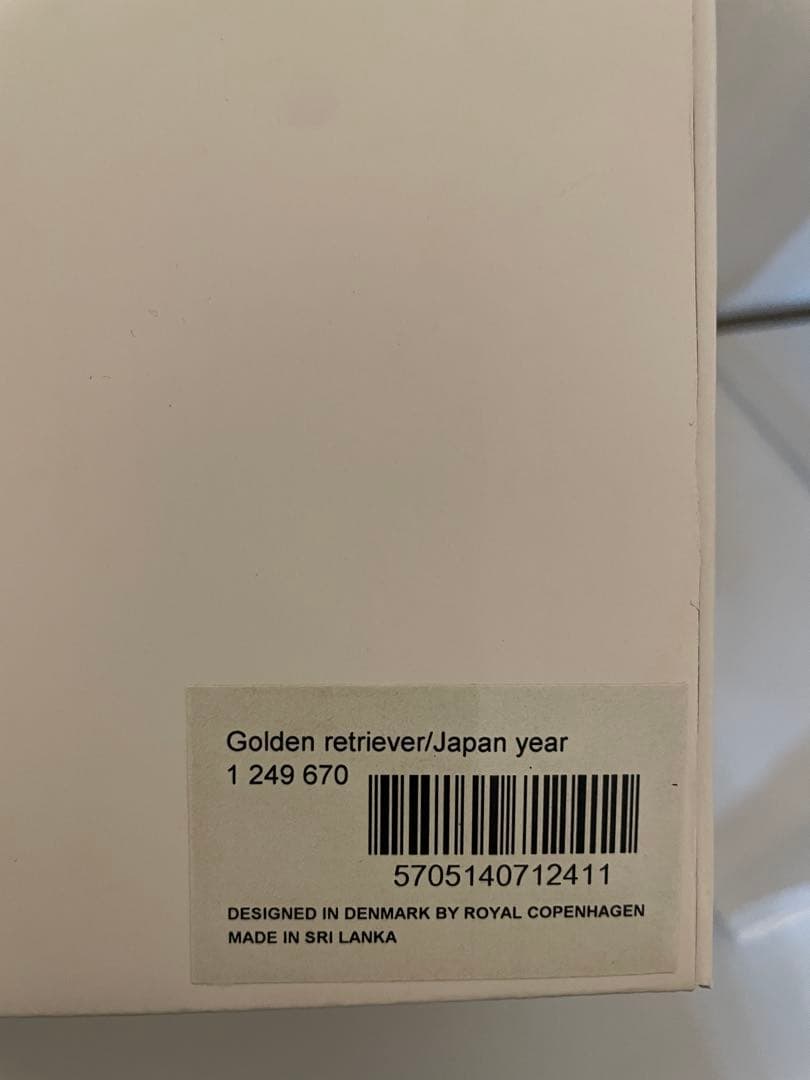 Golden retriever/Japan year
1 249 670
5705140712411
DESIGNED IN DENMARK BY ROYAL COPENHAGEN
MADE IN SRI LANKA